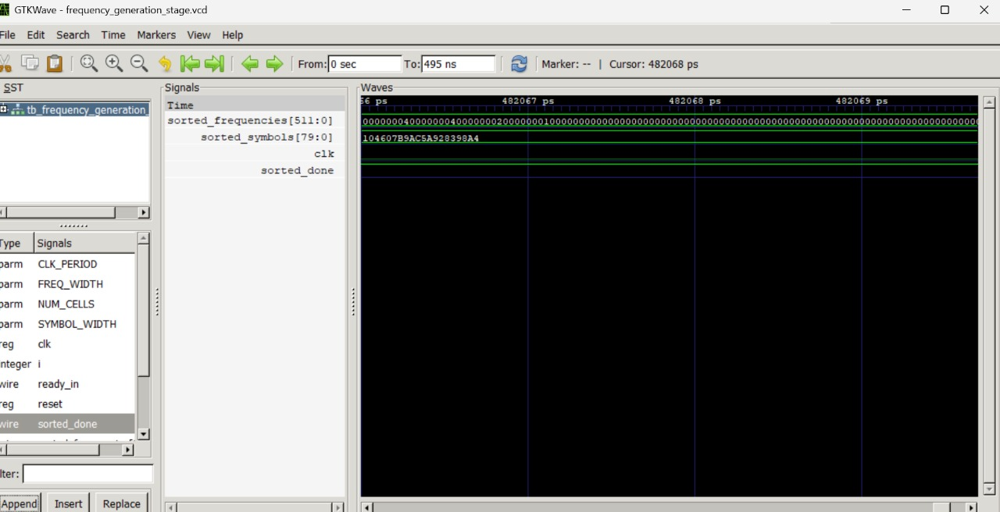 GTKWave - frequency_generation_stage.vcd
File Edit Search Time Markers View Help
From: 0 sec To: 495 ns Marker: -- | Cursor: 482068 ps
SST
tb_frequency_generation_
Type Signals
parm CLK_PERIOD
parm FREQ_WIDTH
parm NUM_CELLS
parm SYMBOL_WIDTH
reg clk
integer i
wire ready_in
reg reset
wire sorted_done
lter:
Append Insert Replace
Signals
Time
sorted_frequencies[511:0]
sorted_symbols[79:0]
clk
sorted_done
Waves
66 ps 482067 ps 482068 ps 482069 ps
104607B9AC5A928398A4